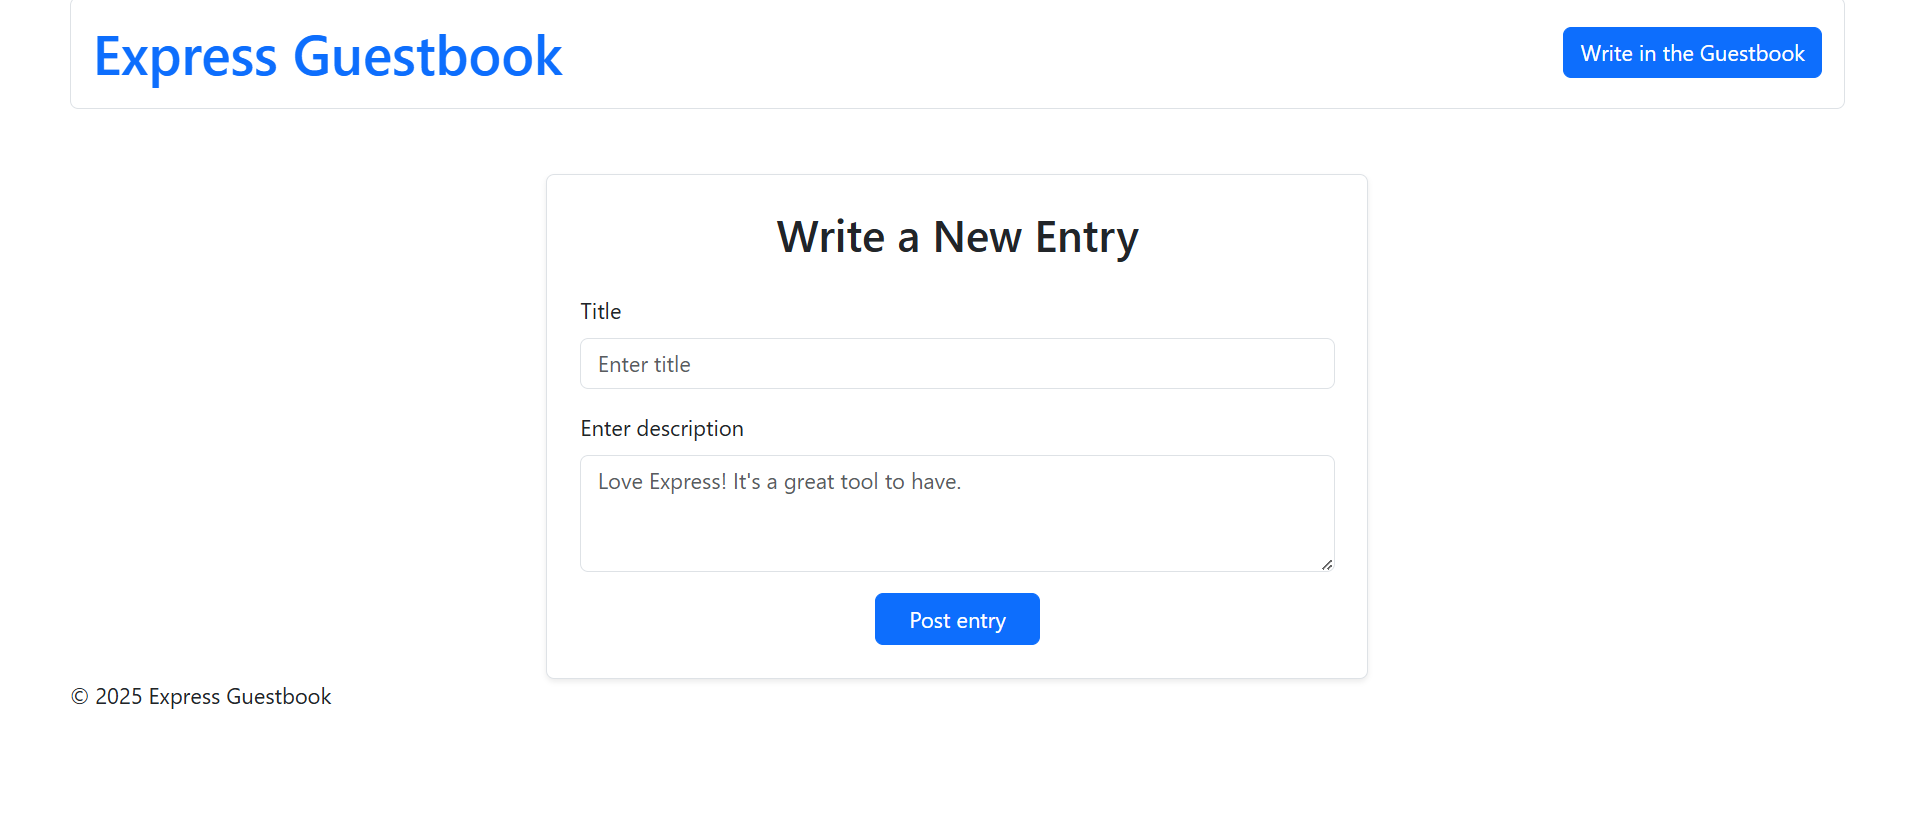 Express Guestbook
Write in the Guestbook
Write a New Entry
Title
Enter title
Enter description
Love Express! It's a great tool to have.
Post entry
© 2025 Express Guestbook